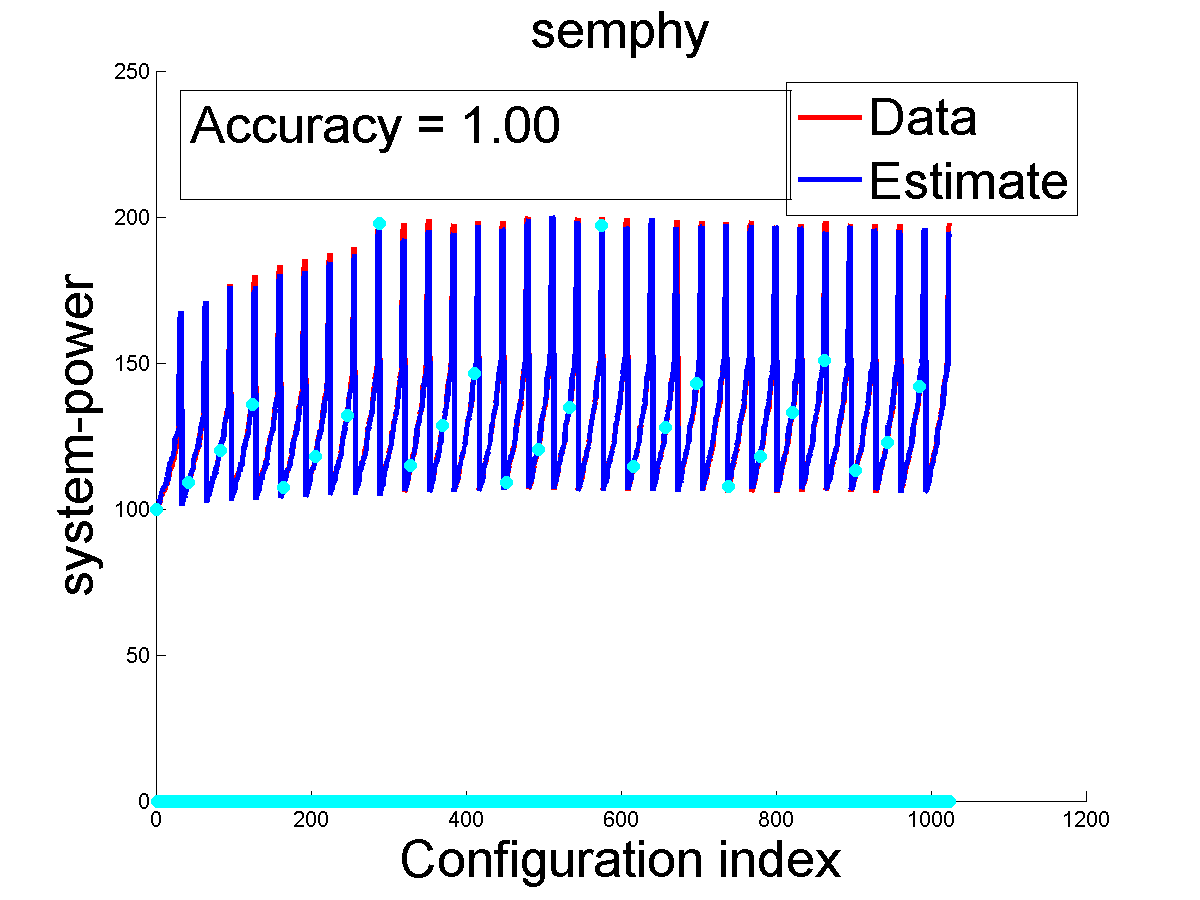 semphy
250
200
150
100
50
0
Accuracy = 1.00
Data
Estimate
system-power
0 200 400 600 800 1000 1200
Configuration index